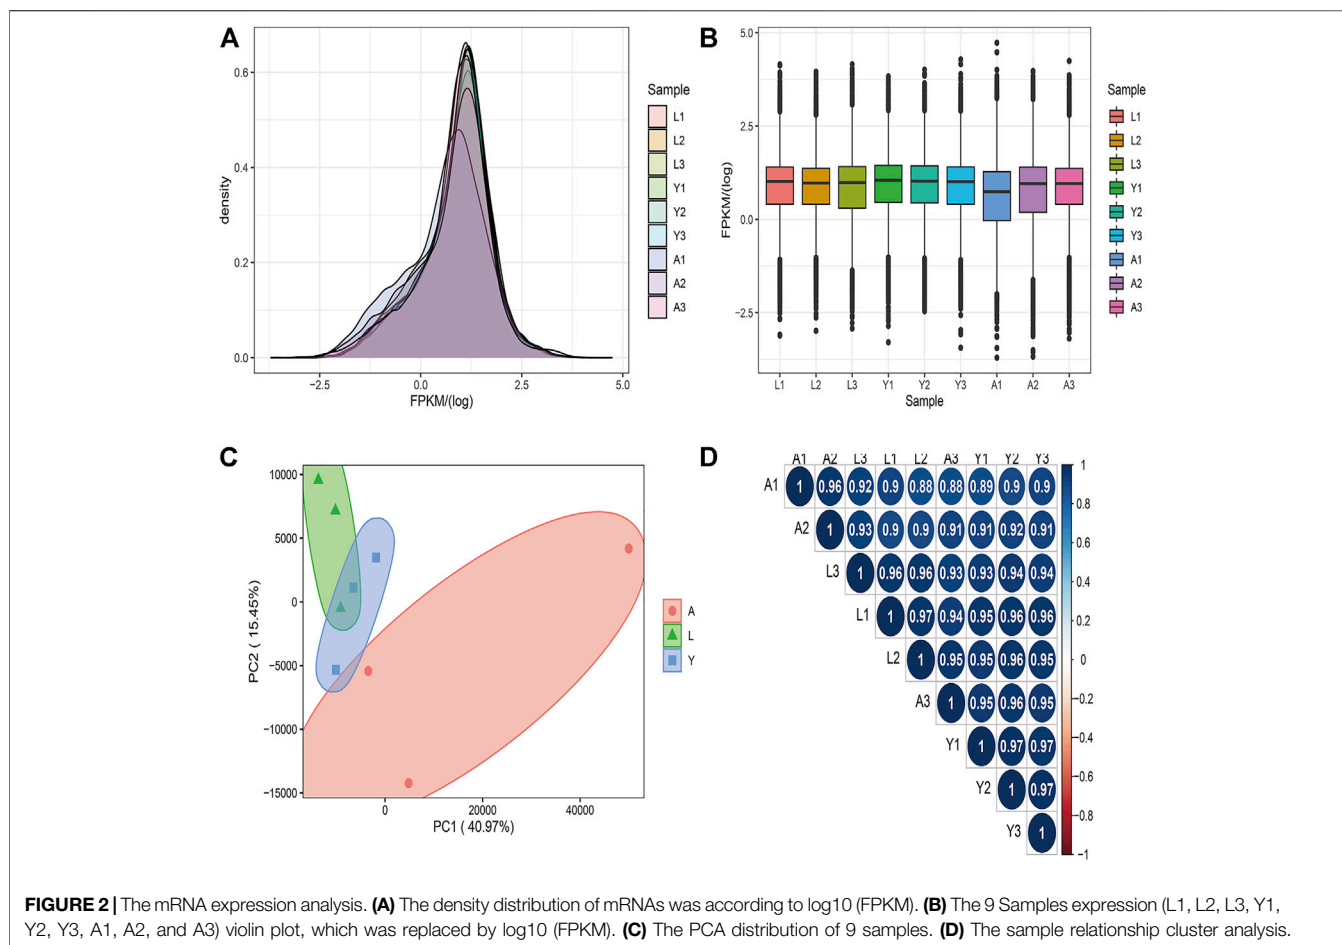 A
density
0.6
0.4
0.2
0.0
−2.5 0.0 2.5 5.0
FPKM/(log)
Sample
L1
L2
L3
Y1
Y2
Y3
A1
A2
A3
B
FPKM/(log)
5.0
2.5
0.0
−2.5
L1 L2 L3 Y1 Y2 Y3 A1 A2 A3
Sample
Sample
L1
L2
L3
Y1
Y2
Y3
A1
A2
A3
C
PC2 ( 15.45%)
10000
5000
0
−5000
−10000
−15000
0 20000 40000
PC1 ( 40.97%)
A
L
Y
D
A1 A2 L3 L1 L2 A3 Y1 Y2 Y3
A1 1 0.96 0.92 0.9 0.88 0.88 0.89 0.9 0.9
A2 1 0.93 0.9 0.9 0.91 0.91 0.92 0.91
L3 1 0.96 0.96 0.93 0.93 0.94 0.94
L1 1 0.97 0.94 0.95 0.96 0.96
L2 1 0.95 0.95 0.96 0.95
A3 1 0.95 0.96 0.95
Y1 1 0.97 0.97
Y2 1 0.97
Y3 1
1
0.8
0.6
0.4
0.2
0
−0.2
−0.4
−0.6
−0.8
−1
FIGURE 2 | The mRNA expression analysis. (A) The density distribution of mRNAs was according to log10 (FPKM). (B) The 9 Samples expression (L1, L2, L3, Y1,
Y2, Y3, A1, A2, and A3) violin plot, which was replaced by log10 (FPKM). (C) The PCA distribution of 9 samples. (D) The sample relationship cluster analysis.